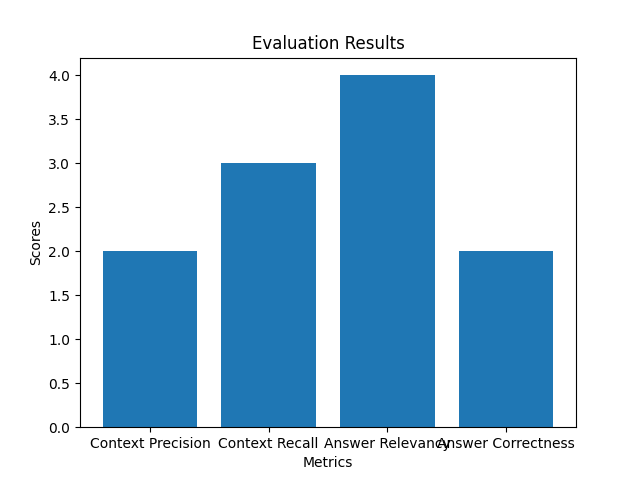 Evaluation Results
4.0
3.5
3.0
2.5
2.0
1.5
1.0
0.5
0.0
Scores
Context Precision Context Recall Answer Relevancy Answer Correctness
Metrics